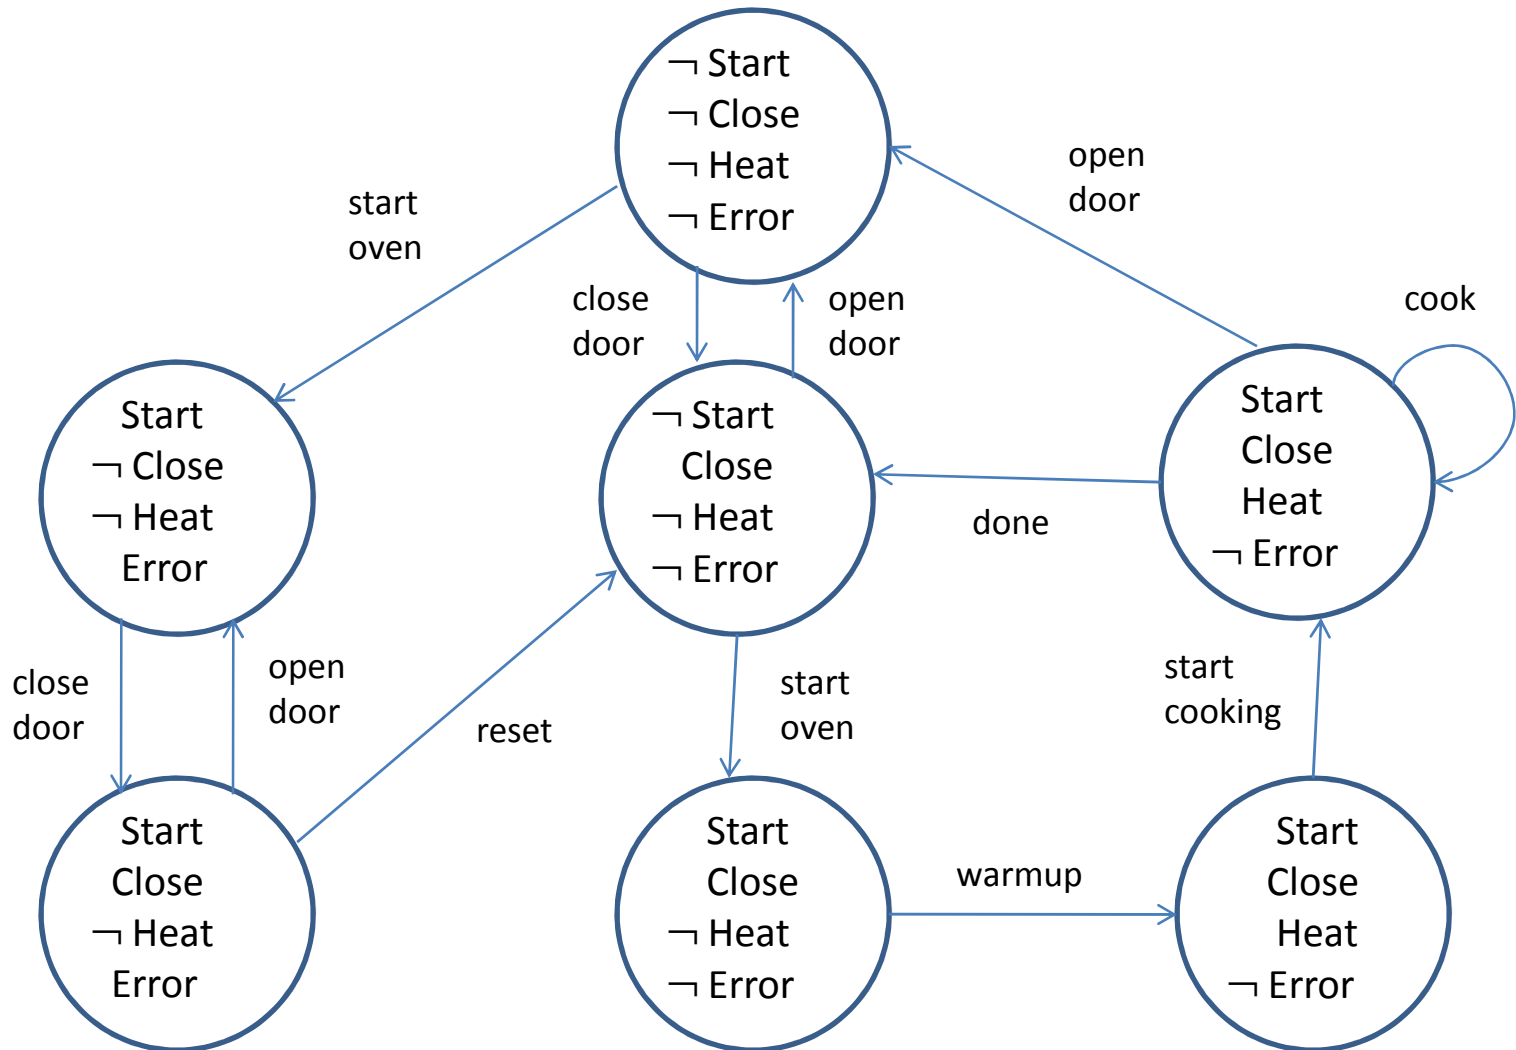 ¬ Start
¬ Close
¬ Heat
¬ Error
open
door
start
oven
close
door
open
door
cook
Start
¬ Close
¬ Heat
Error
¬ Start
Close
¬ Heat
¬ Error
Start
Close
Heat
¬ Error
done
close
door
open
door
reset
start
oven
start
cooking
Start
Close
¬ Heat
Error
Start
Close
¬ Heat
¬ Error
warmup
Start
Close
Heat
¬ Error